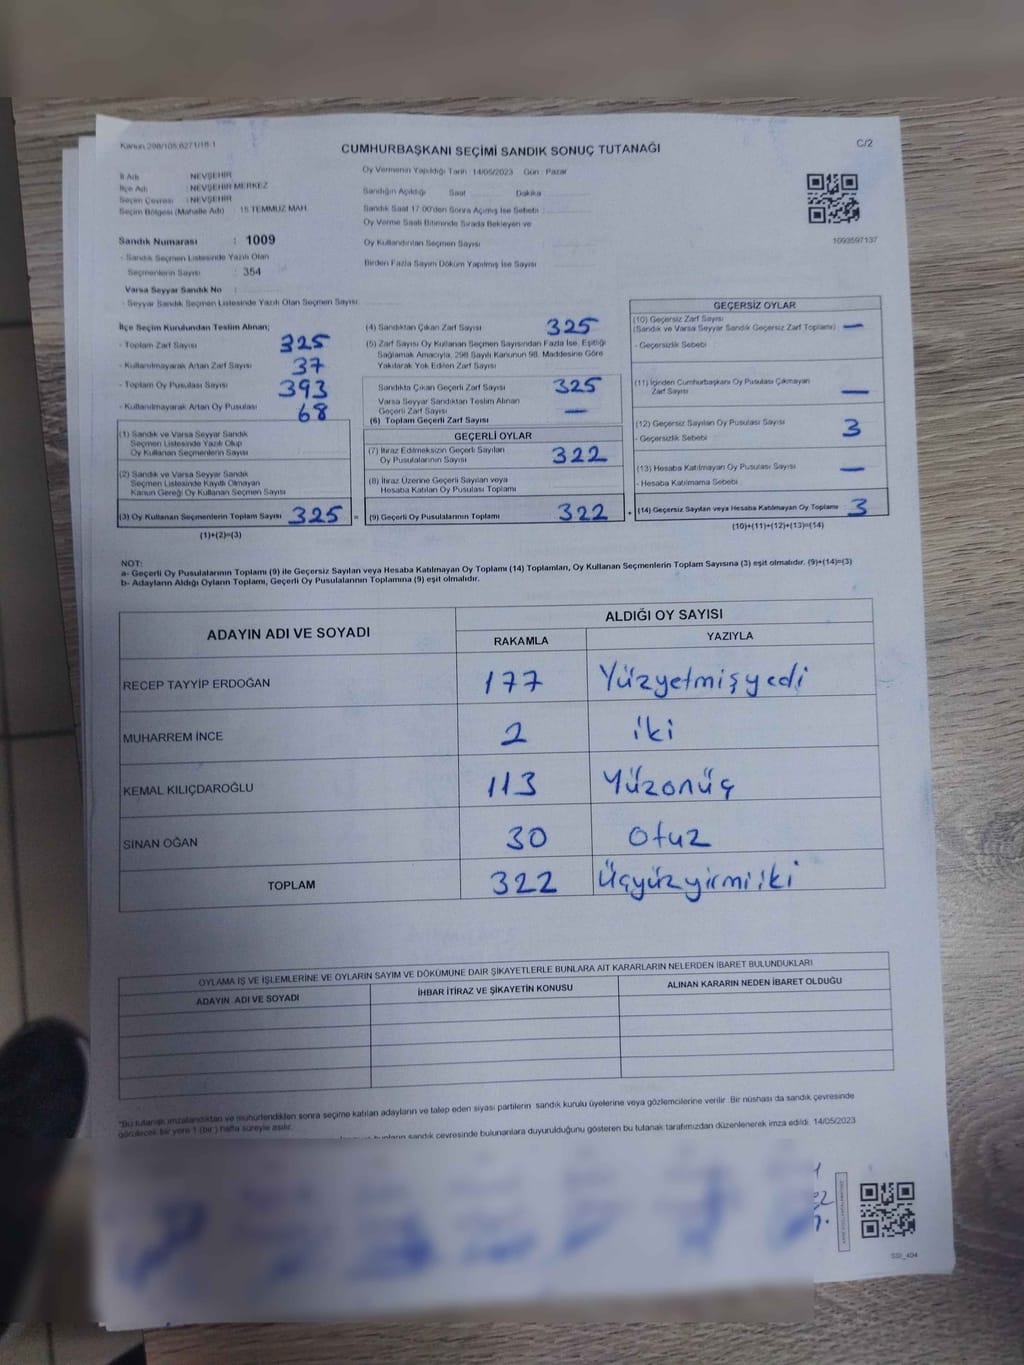 Kanun 298/105,6271/18-1
CUMHURBAŞKANI SEÇİMİ SANDIK SONUÇ TUTANAĞI
C/2
İl Adı : NEVŞEHİR
İlçe Adı : NEVŞEHİR MERKEZ
Seçim Çevresi : NEVŞEHİR
Seçim Bölgesi (Mahalle Adı) : 15 TEMMUZ MAH.
Sandık Numarası : 1009
- Sandık Seçmen Listesinde Yazılı Olan
Seçmenlerin Sayısı : 354
Varsa Seyyar Sandık No :
- Seyyar Sandık Seçmen Listesinde Yazılı Olan Seçmen Sayısı
Oy Vermenin Yapıldığı Tarih 14/05/2023 Gün : Pazar
Sandığın Açıldığı Saat Dakika
Sandık Saat 17:00'den Sonra Açımış İse Sebebi :
Oy Verme Saati Bitiminde Sırada Bekleyen ve
Oy Kullandırılan Seçmen Sayısı
Birden Fazla Sayım Döküm Yapılmış İse Sayısı
1093597137
İlçe Seçim Kurulundan Teslim Alınan;
- Toplam Zarf Sayısı 325
- Kullanılmayarak Artan Zarf Sayısı 37
- Toplam Oy Pusulası Sayısı 393
- Kullanılmayarak Artan Oy Pusulası 68
(1) Sandık ve Varsa Seyyar Sandık
Seçmen Listesinde Yazılı Olup
Oy Kullanan Seçmenlerin Sayısı
(2) Sandık ve Varsa Seyyar Sandık
Seçmen Listesinde Kayıtlı Olmayan
Kanun Gereği Oy Kullanan Seçmen Sayısı
(3) Oy Kullanan Seçmenlerin Toplam Sayısı 325 =
(1)+(2)=(3)
(4) Sandıktan Çıkan Zarf Sayısı 325
(5) Zarf Sayısı Oy Kullanan Seçmen Sayısından Fazla İse, Eşitliği
Sağlamak Amacıyla, 298 Sayılı Kanunun 98. Maddesine Göre
Yakılarak Yok Edilen Zarf Sayısı
Sandıkta Çıkan Geçerli Zarf Sayısı 325
Varsa Seyyar Sandıktan Teslim Alınan
Geçerli Zarf Sayısı —
(6) Toplam Geçerli Zarf Sayısı
GEÇERLİ OYLAR
(7) İtiraz Edilmeksizin Geçerli Sayılan
Oy Pusulalarının Sayısı 322
(8) İtiraz Üzerine Geçerli Sayılan veya
Hesaba Katılan Oy Pusulası Toplamı
(9) Geçerli Oy Pusulalarının Toplamı 322 +
GEÇERSİZ OYLAR
(10) Geçersiz Zarf Sayısı
(Sandık ve Varsa Seyyar Sandık Geçersiz Zarf Toplamı) —
- Geçersizlik Sebebi
(11) İçinden Cumhurbaşkanı Oy Pusulası Çıkmayan
Zarf Sayısı —
(12) Geçersiz Sayılan Oy Pusulası Sayısı 3
- Geçersizlik Sebebi
(13) Hesaba Katılmayan Oy Pusulası Sayısı —
- Hesaba Katılmama Sebebi
(14) Geçersiz Sayılan veya Hesaba Katılmayan Oy Toplamı 3
(10)+(11)+(12)+(13)=(14)
NOT:
a- Geçerli Oy Pusulalarının Toplamı (9) ile Geçersiz Sayılan veya Hesaba Katılmayan Oy Toplamı (14) Toplamları, Oy Kullanan Seçmenlerin Toplam Sayısına (3) eşit olmalıdır. (9)+(14)=(3)
b- Adayların Aldığı Oyların Toplamı, Geçerli Oy Pusulalarının Toplamına (9) eşit olmalıdır.
ADAYIN ADI VE SOYADI
ALDIĞI OY SAYISI
RAKAMLA YAZIYLA
RECEP TAYYİP ERDOĞAN 177 Yüzyetmişyedi
MUHARREM İNCE 2 iki
KEMAL KILIÇDAROĞLU 113 Yüzonüç
SİNAN OĞAN 30 Otuz
TOPLAM 322 Üçyüzyirmiiki
OYLAMA İŞ VE İŞLEMLERİNE VE OYLARIN SAYIM VE DÖKÜMÜNE DAİR ŞİKAYETLERLE BUNLARA AİT KARARLARIN NELERDEN İBARET BULUNDUKLARI
ADAYIN ADI VE SOYADI İHBAR İTİRAZ VE ŞİKAYETİN KONUSU ALINAN KARARIN NEDEN İBARET OLDUĞU
"Bu tutanak imzalandıktan ve mühürlendikten sonra seçime katılan adayların ve talep eden siyasi partilerin sandık kurulu üyelerine veya gözlemcilerine verilir. Bir nüshası da sandık çevresinde
görülecek bir yere 1 (bir) hafta süreyle asılır.
sandık çevresinde bulunanlara duyurulduğunu gösteren bu tutanak tarafımızdan düzenlenerek imza edildi. 14/05/2023
SSI_404